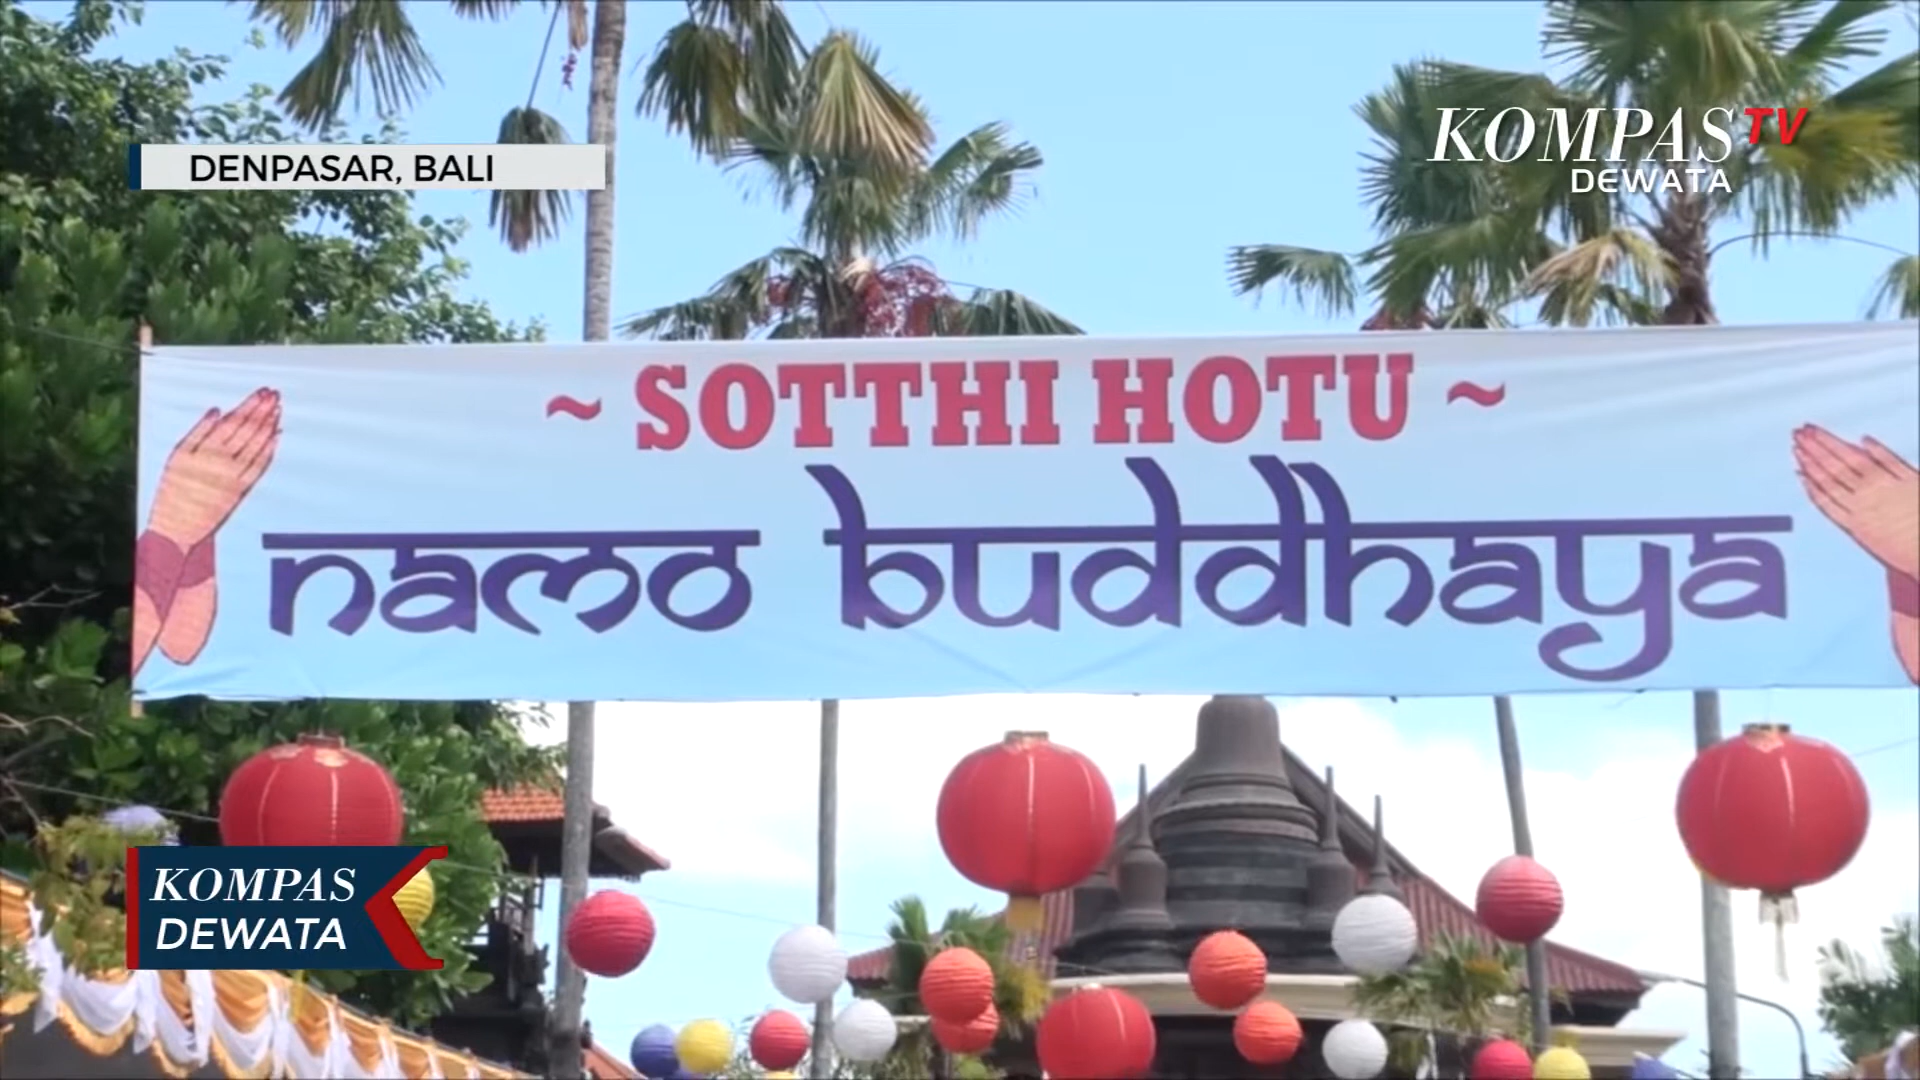 KOMPAS TV
DEWATA
DENPASAR, BALI
~ SOTTHI HOTU ~
namo buddhaya
KOMPAS
DEWATA